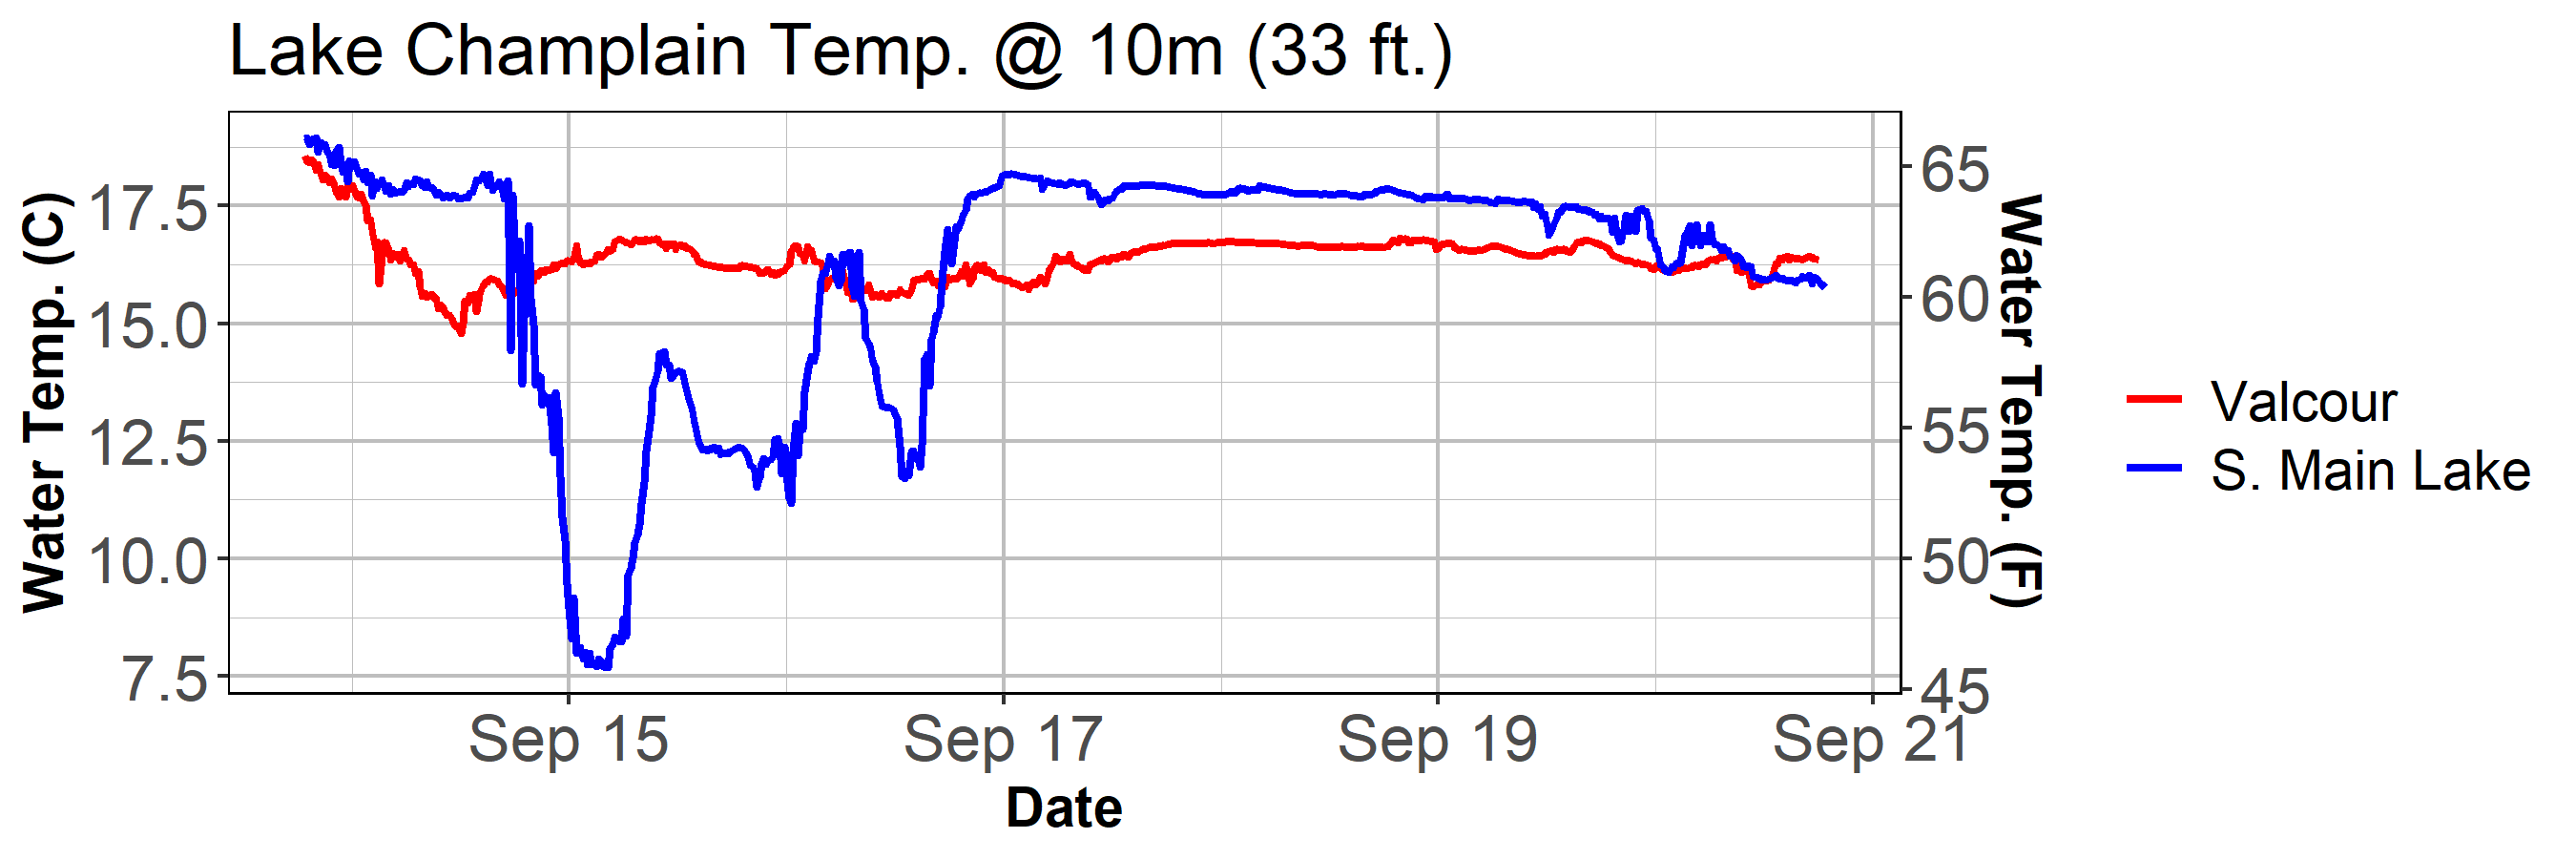 Lake Champlain Temp. @ 10m (33 ft.)
Water Temp. (C)
17.5
15.0
12.5
10.0
7.5
65
60
55
50
45
Water Temp. (F)
Sep 15
Sep 17
Sep 19
Sep 21
Date
Valcour
S. Main Lake